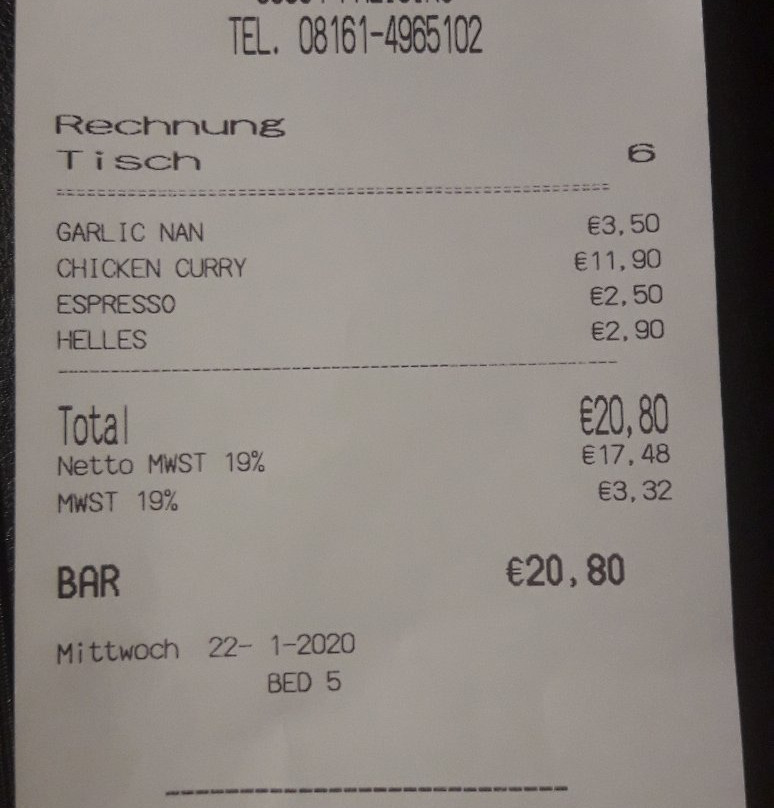 TEL. 08161-4965102
Rechnung
Tisch 6
GARLIC NAN €3,50
CHICKEN CURRY €11,90
ESPRESSO €2,50
HELLES €2,90
Total €20,80
Netto MWST 19% €17,48
MWST 19% €3,32
BAR €20,80
Mittwoch 22- 1-2020
BED 5